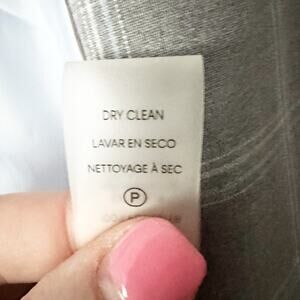 DRY CLEAN
LAVAR EN SECO
NETTOYAGE À SEC
P